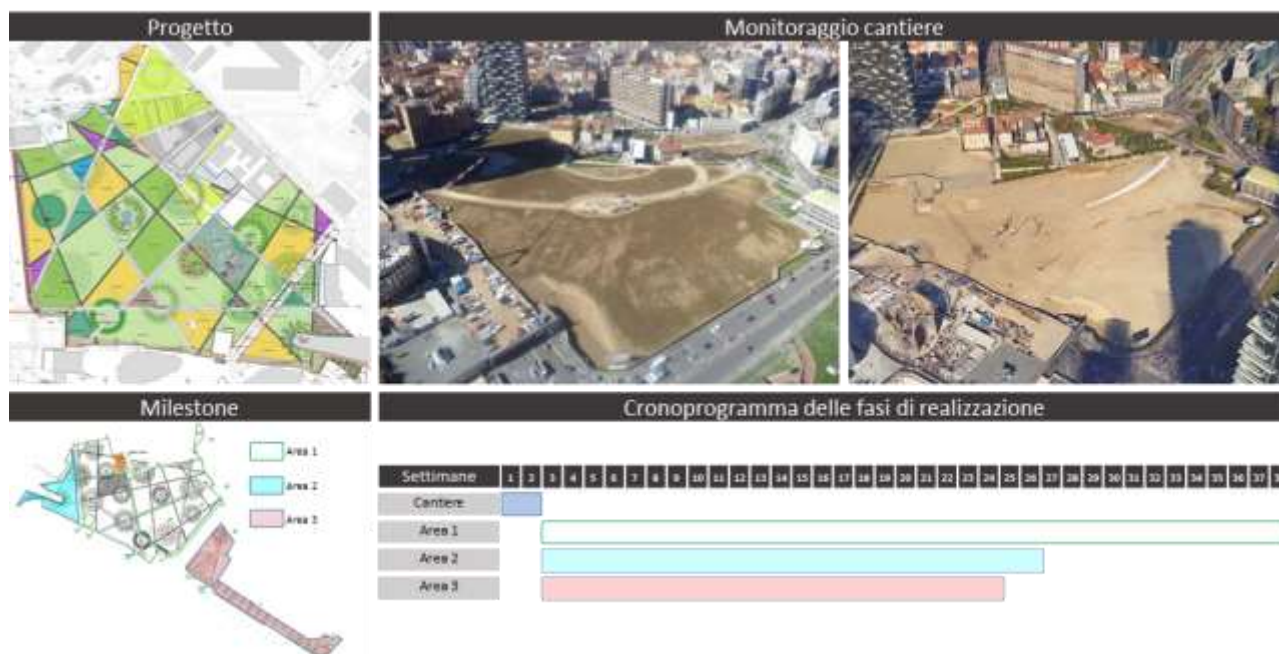 Progetto
Monitoraggio cantiere
Milestone
Area 1
Area 2
Area 3
Cronoprogramma delle fasi di realizzazione
Settimane 1 2 3 4 5 6 7 8 9 10 11 12 13 14 15 16 17 18 19 20 21 22 23 24 25 26 27 28 29 30 31 32 33 34 35 36 37
Cantiere
Area 1
Area 2
Area 3